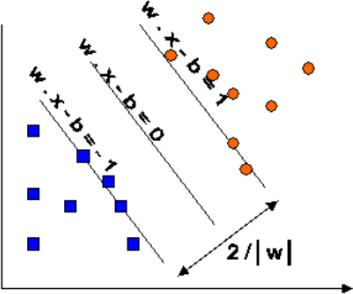 w . x - b = 1
w . x - b = 0
w . x - b = - 1
2 / | w |